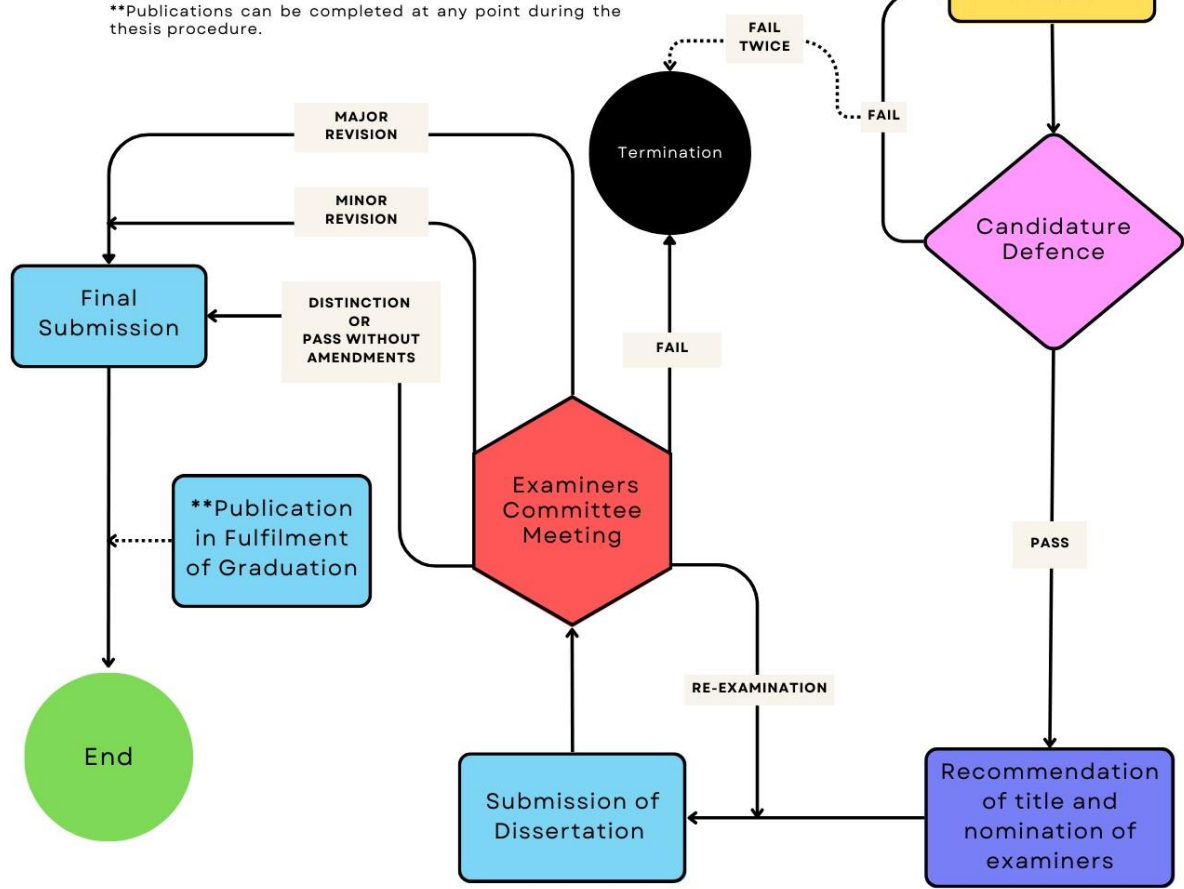 **Publications can be completed at any point during the
thesis procedure.
FAIL
TWICE
FAIL
Termination
MAJOR
REVISION
MINOR
REVISION
Candidature
Defence
Final
Submission
DISTINCTION
OR
PASS WITHOUT
AMENDMENTS
FAIL
**Publication
in Fulfilment
of Graduation
Examiners
Committee
Meeting
PASS
RE-EXAMINATION
End
Submission of
Dissertation
Recommendation
of title and
nomination of
examiners